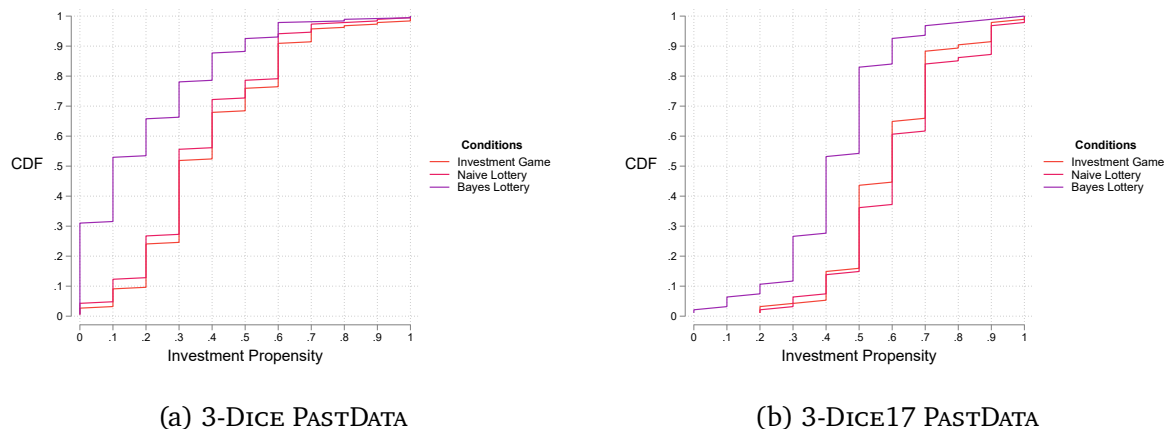 1
.9
.8
.7
.6
.5
.4
.3
.2
.1
0
CDF
0 .1 .2 .3 .4 .5 .6 .7 .8 .9 1
Investment Propensity
Conditions
Investment Game
Naive Lottery
Bayes Lottery
(a) 3-DICE PASTDATA
1
.9
.8
.7
.6
.5
.4
.3
.2
.1
0
CDF
0 .1 .2 .3 .4 .5 .6 .7 .8 .9 1
Investment Propensity
Conditions
Investment Game
Naive Lottery
Bayes Lottery
(b) 3-DICE17 PASTDATA